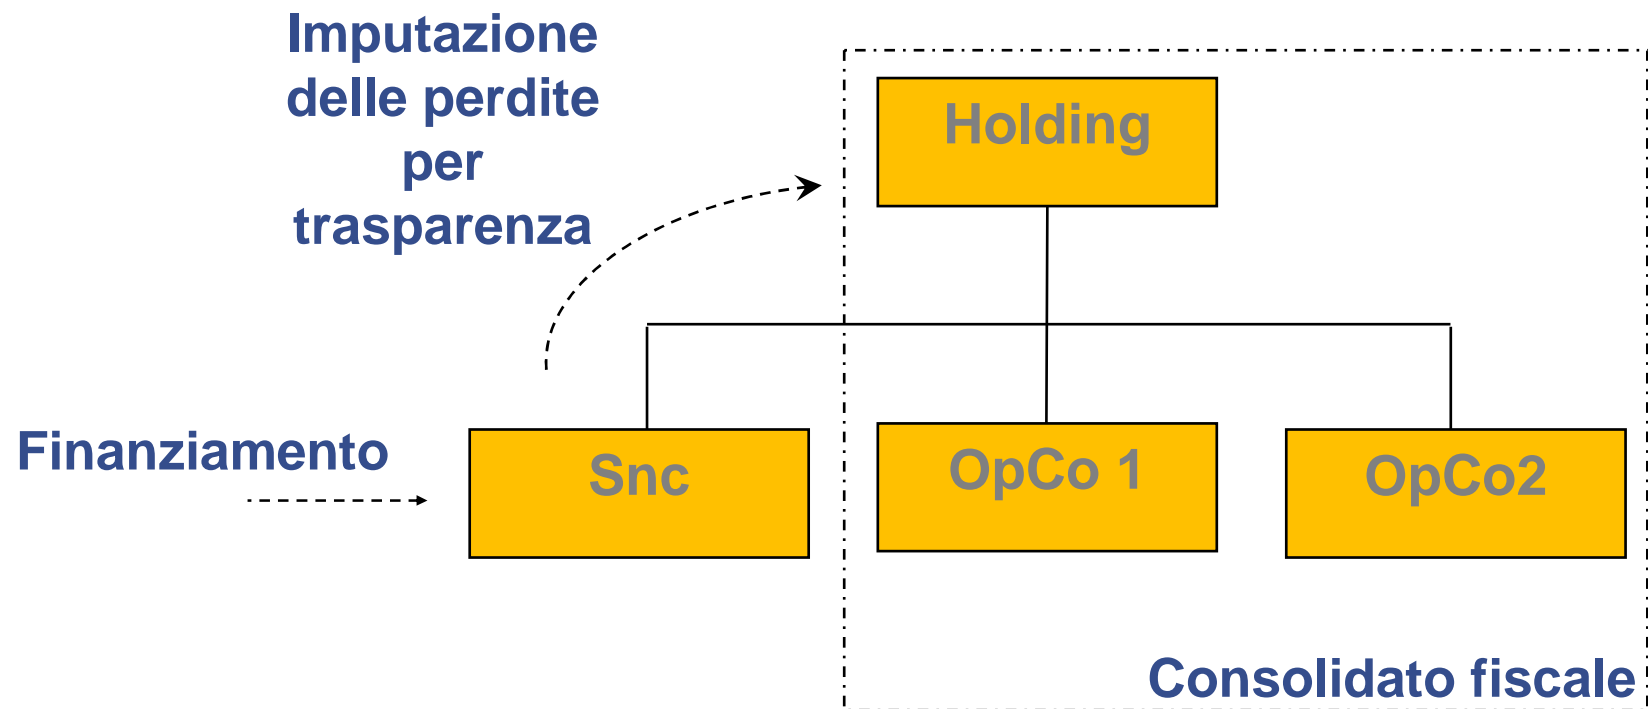 Imputazione
delle perdite
per
trasparenza
Holding
Finanziamento
Snc
OpCo 1
OpCo2
Consolidato fiscale